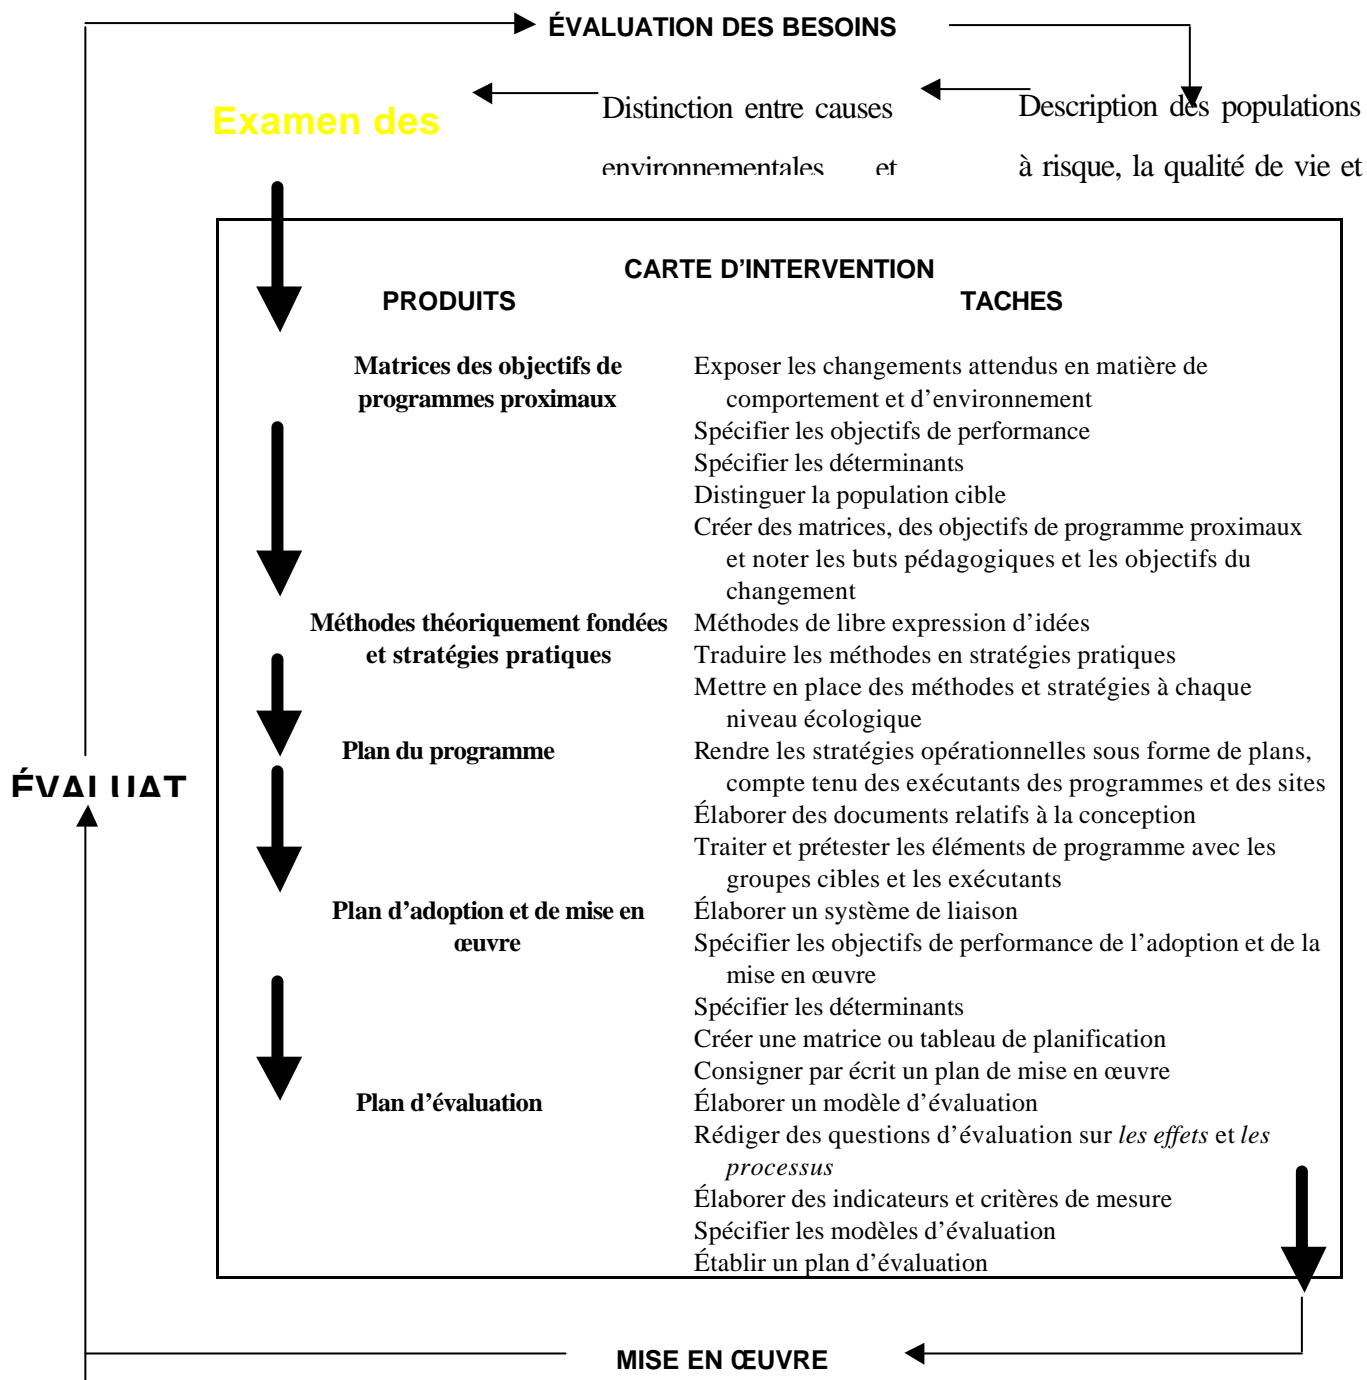 ÉVALUATION DES BESOINS
Examen des
Distinction entre causes
environnementales et
Description des populations
à risque, la qualité de vie et
CARTE D'INTERVENTION
PRODUITS
TACHES
Matrices des objectifs de
programmes proximaux
Exposer les changements attendus en matière de
comportement et d'environnement
Spécifier les objectifs de performance
Spécifier les déterminants
Distinguer la population cible
Créer des matrices, des objectifs de programme proximaux
et noter les buts pédagogiques et les objectifs du
changement
Méthodes théoriquement fondées
et stratégies pratiques
Méthodes de libre expression d'idées
Traduire les méthodes en stratégies pratiques
Mettre en place des méthodes et stratégies à chaque
niveau écologique
Plan du programme
Rendre les stratégies opérationnelles sous forme de plans,
compte tenu des exécutants des programmes et des sites
Élaborer des documents relatifs à la conception
Traiter et prétester les éléments de programme avec les
groupes cibles et les exécutants
ÉVALUAT
Plan d'adoption et de mise en
œuvre
Élaborer un système de liaison
Spécifier les objectifs de performance de l'adoption et de la
mise en œuvre
Spécifier les déterminants
Créer une matrice ou tableau de planification
Consigner par écrit un plan de mise en œuvre
Plan d'évaluation
Élaborer un modèle d'évaluation
Rédiger des questions d'évaluation sur les effets et les
processus
Élaborer des indicateurs et critères de mesure
Spécifier les modèles d'évaluation
Établir un plan d'évaluation
MISE EN ŒUVRE